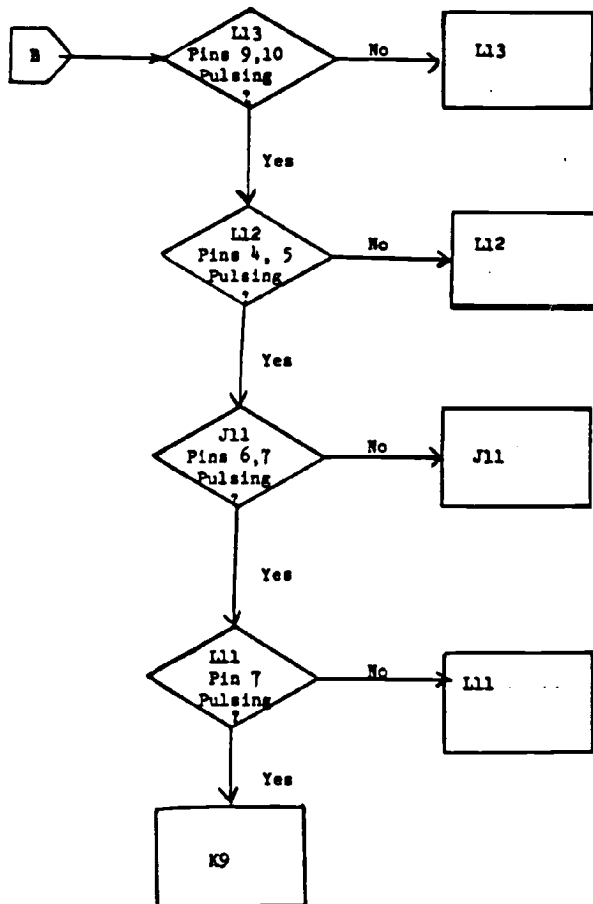 B
L13
Pins 9,10
Pulsing
?
No
L13
Yes
L12
Pins 4, 5
Pulsing
?
No
L12
Yes
J11
Pins 6,7
Pulsing
?
No
J11
Yes
L11
Pin 7
Pulsing
?
No
L11
Yes
K9